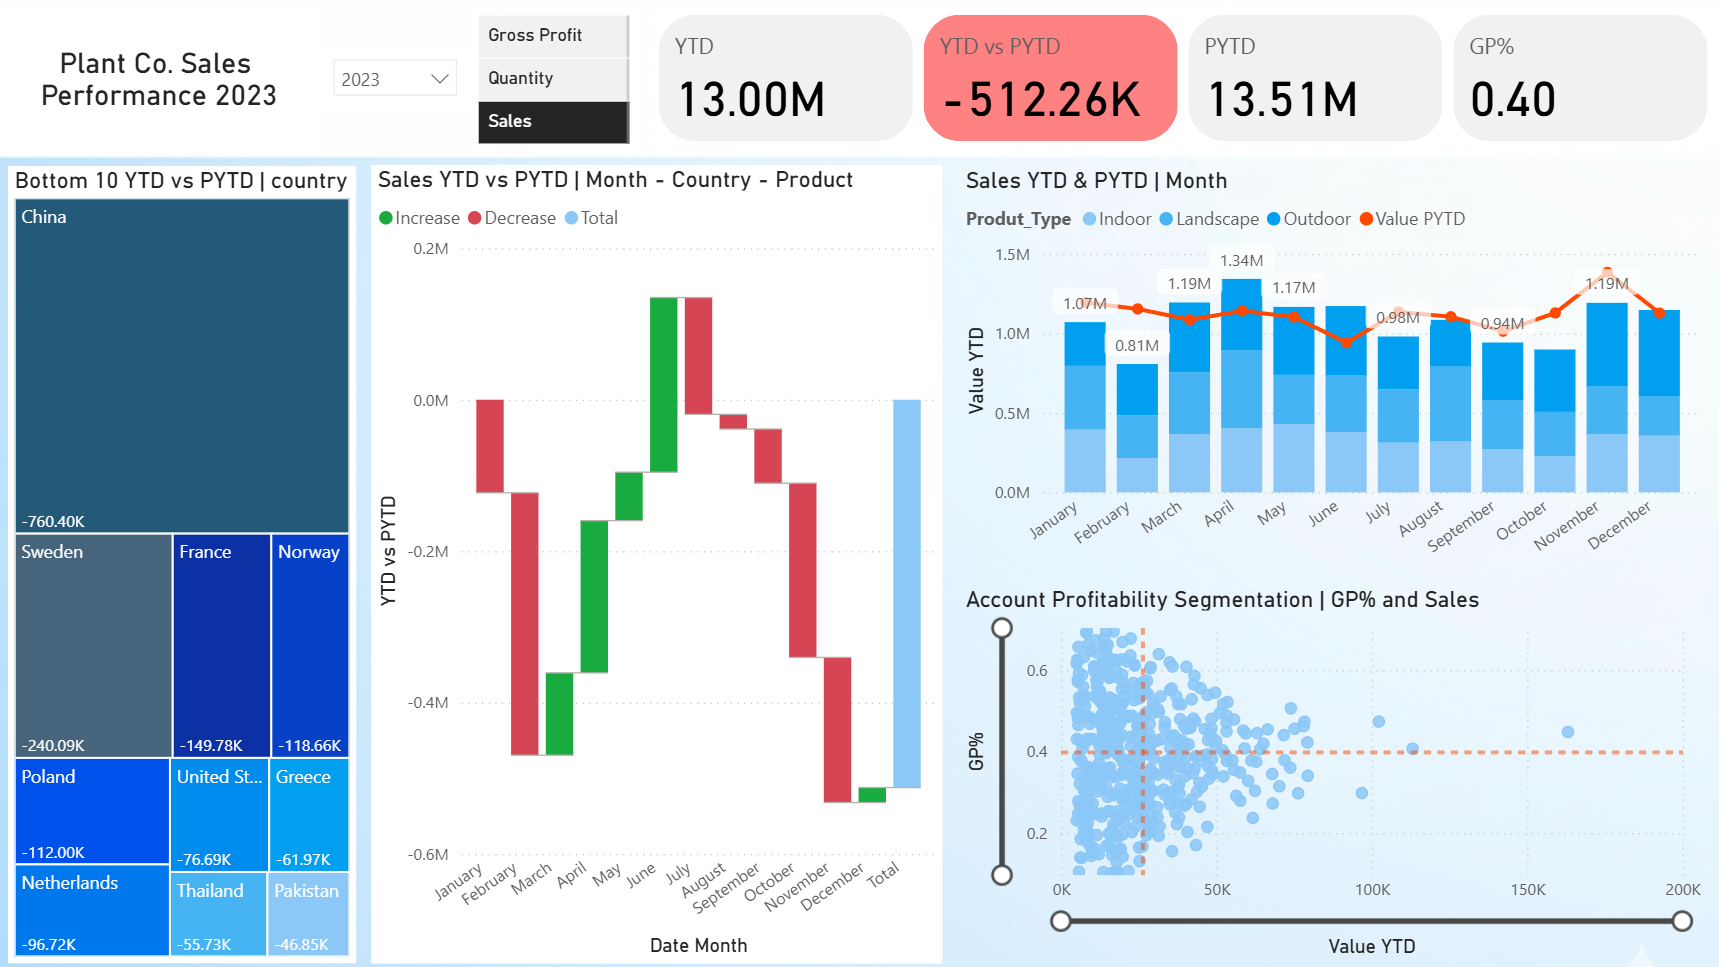 Plant Co. Sales
Performance 2023
2023
Gross Profit
Quantity
Sales
YTD
13.00M
YTD vs PYTD
-512.26K
PYTD
13.51M
GP%
0.40
Bottom 10 YTD vs PYTD | country
China
-760.40K
Sweden
-240.09K
France
-149.78K
Norway
-118.66K
Poland
-112.00K
United St...
-76.69K
Greece
-61.97K
Netherlands
-96.72K
Thailand
-55.73K
Pakistan
-46.85K
Sales YTD vs PYTD | Month - Country - Product
Increase Decrease Total
YTD vs PYTD
0.2M
0.0M
-0.2M
-0.4M
-0.6M
January
February
March
April
May
June
July
August
September
October
November
December
Total
Date Month
Sales YTD & PYTD | Month
Produt_Type Indoor Landscape Outdoor Value PYTD
Value YTD
1.5M
1.0M
0.5M
0.0M
1.07M
0.81M
1.19M
1.34M
1.17M
0.98M
0.94M
1.19M
January
February
March
April
May
June
July
August
September
October
November
December
Account Profitability Segmentation | GP% and Sales
GP%
0.6
0.4
0.2
0K
50K
100K
150K
200K
Value YTD